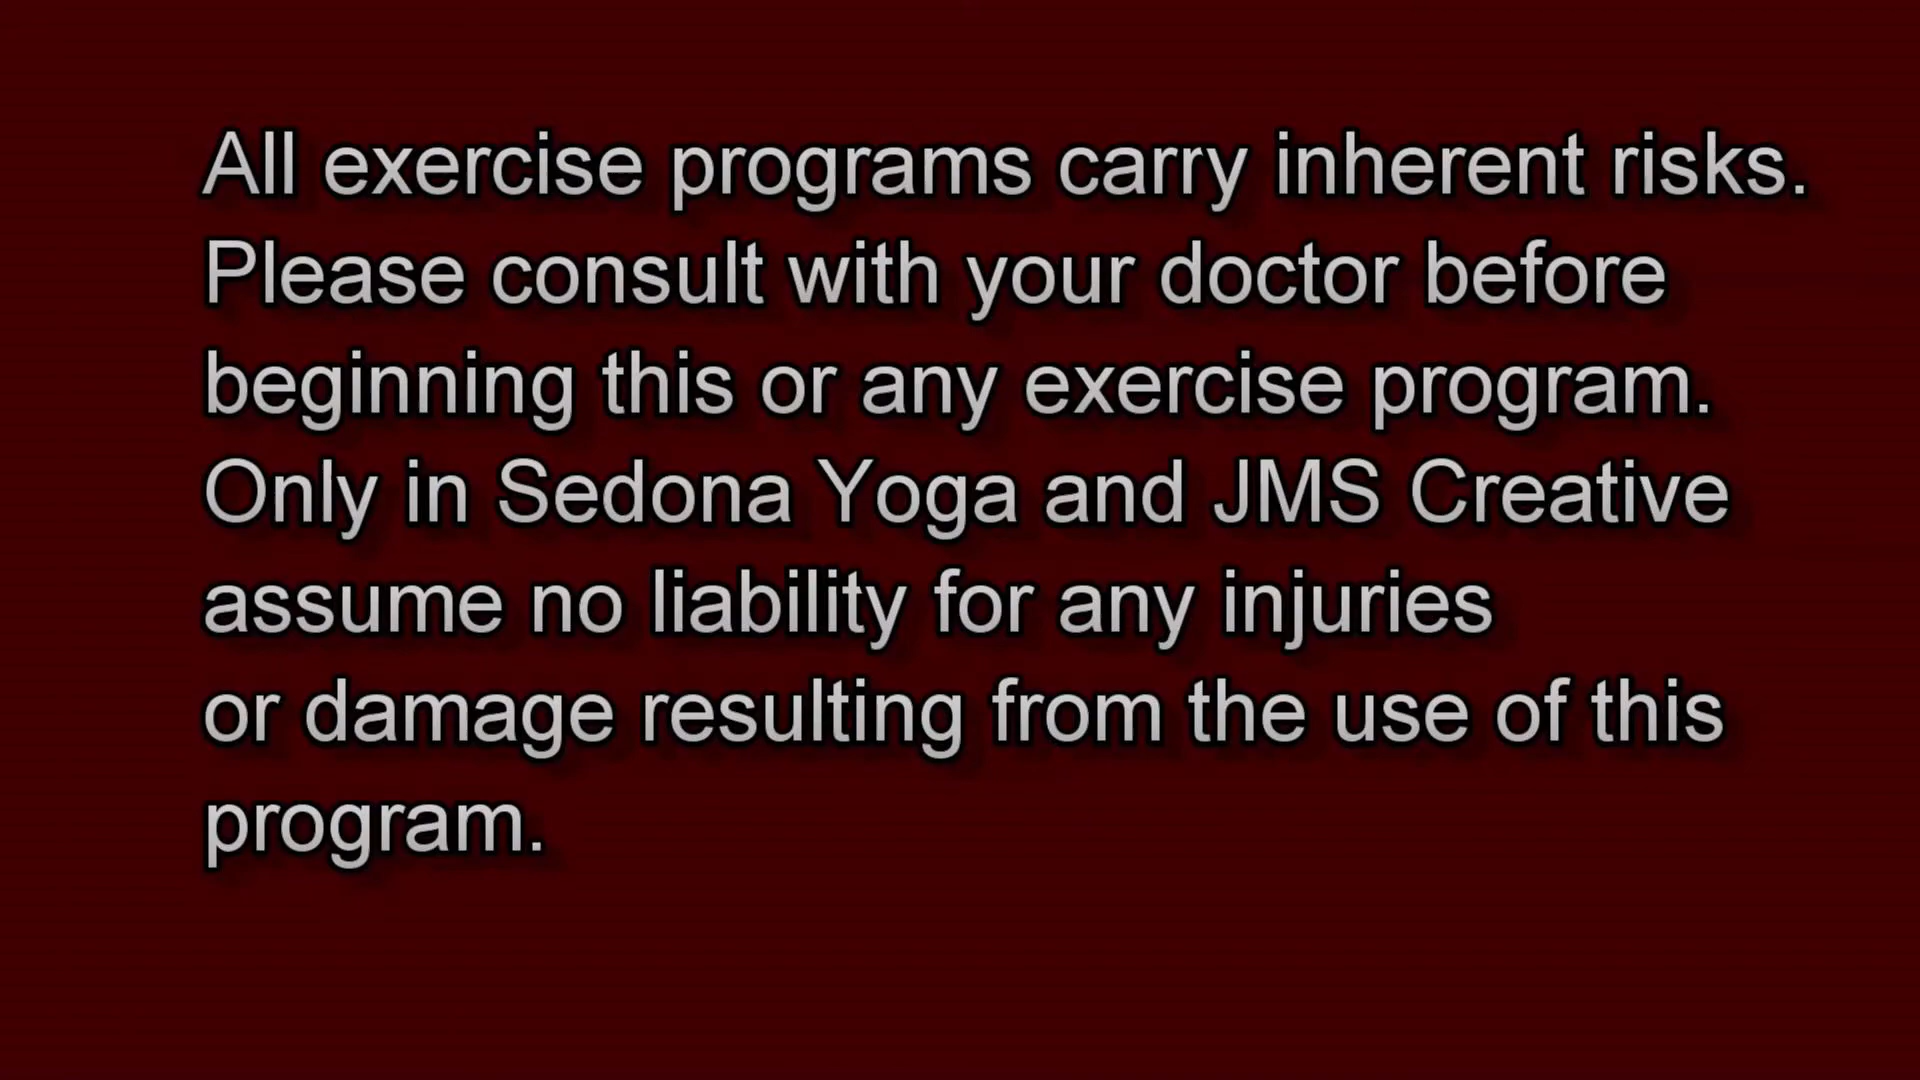 All exercise programs carry inherent risks.
Please consult with your doctor before
beginning this or any exercise program.
Only in Sedona Yoga and JMS Creative
assume no liability for any injuries
or damage resulting from the use of this
program.